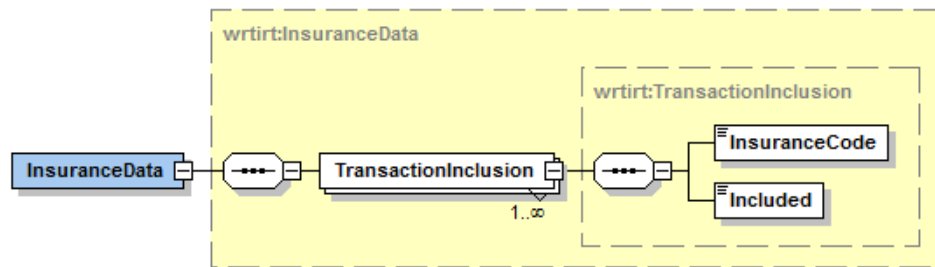 wrtirt:InsuranceData
wrtirt:TransactionInclusion
InsuranceData
TransactionInclusion
1..∞
InsuranceCode
Included